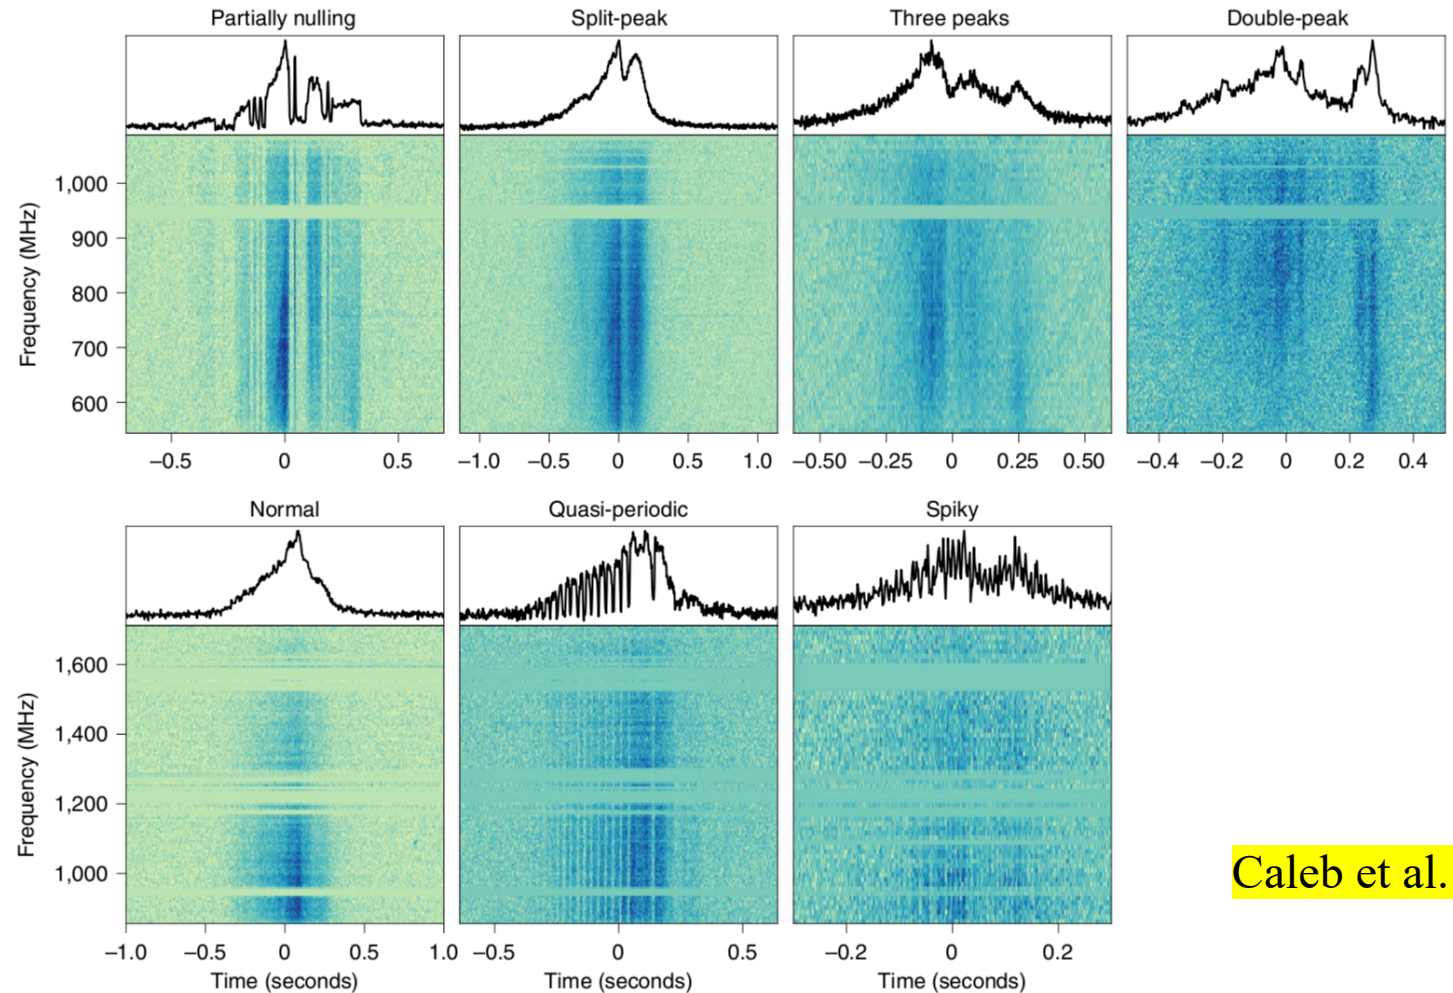 Partially nulling
Split-peak
Three peaks
Double-peak
Frequency (MHz)
1,000
900
800
700
600
–0.5 0 0.5
–1.0 –0.5 0 0.5 1.0
–0.50 –0.25 0 0.25 0.50
–0.4 –0.2 0 0.2 0.4
Normal
Quasi-periodic
Spiky
Frequency (MHz)
1,600
1,400
1,200
1,000
–1.0 –0.5 0 0.5 1.0
–0.5 0 0.5
–0.2 0 0.2
Time (seconds)
Time (seconds)
Time (seconds)
Caleb et al.